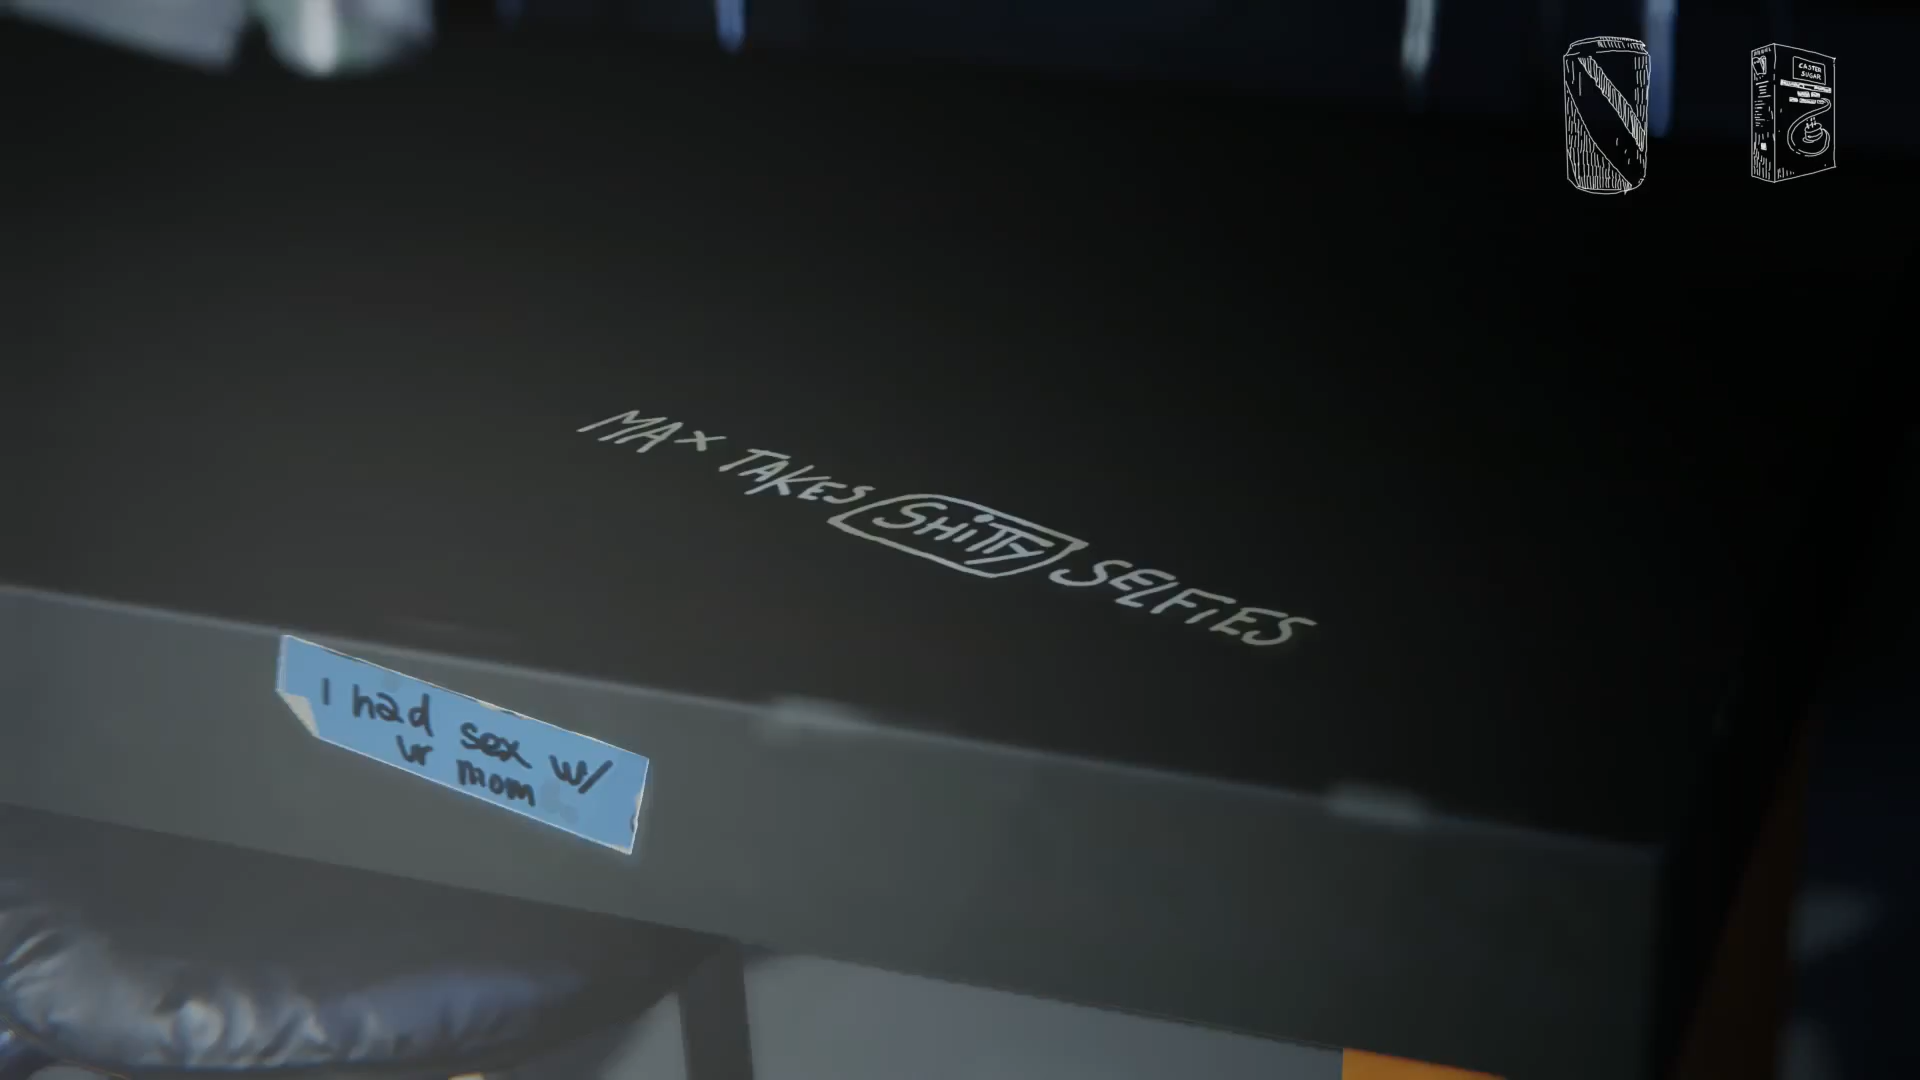 CASTER
SUGAR
MAX TAKES SHiTTY SELFiES
I had sex w/
ur mom